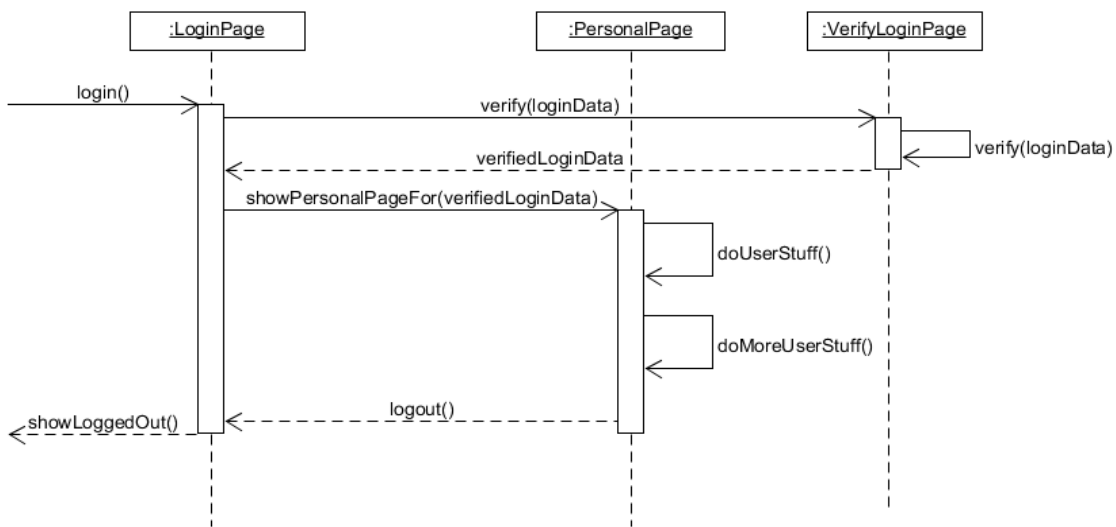 :LoginPage
:PersonalPage
:VerifyLoginPage
login()
verify(loginData)
verify(loginData)
verifiedLoginData
showPersonalPageFor(verifiedLoginData)
doUserStuff()
doMoreUserStuff()
logout()
showLoggedOut()